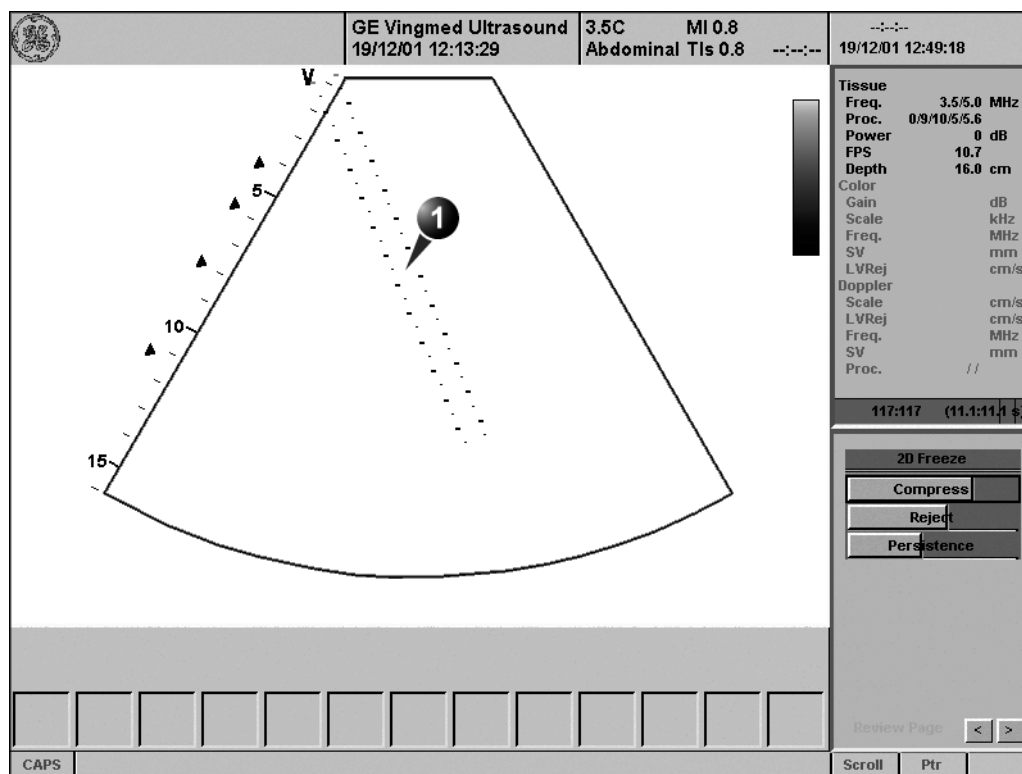 GE Vingmed Ultrasound
19/12/01 12:13:29
3.5C MI 0.8
Abdominal TIs 0.8 --:--:--
--:--:--
19/12/01 12:49:18
V
5
10
15
1
Tissue
Freq. 3.5/5.0 MHz
Proc. 0/9/10/5/5.6
Power 0 dB
FPS 10.7
Depth 16.0 cm
Color
Gain dB
Scale kHz
Freq. MHz
SV mm
LVRej cm/s
Doppler
Scale cm/s
LVRej cm/s
Freq. MHz
SV mm
Proc. / /
117:117 (11.1:11.1 s)
2D Freeze
Compress
Reject
Persistence
Review Page < >
CAPS
Scroll Ptr